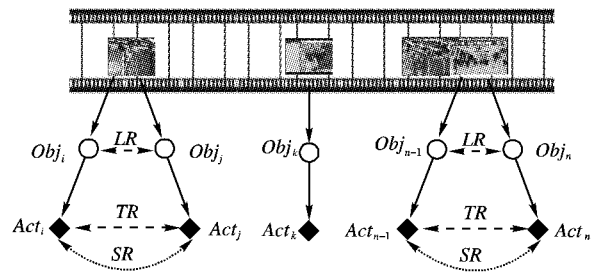 LR LR
Obj_i Obj_j Obj_k Obj_{n-1} Obj_n
TR TR
Act_i Act_j Act_k Act_{n-1} Act_n
SR SR